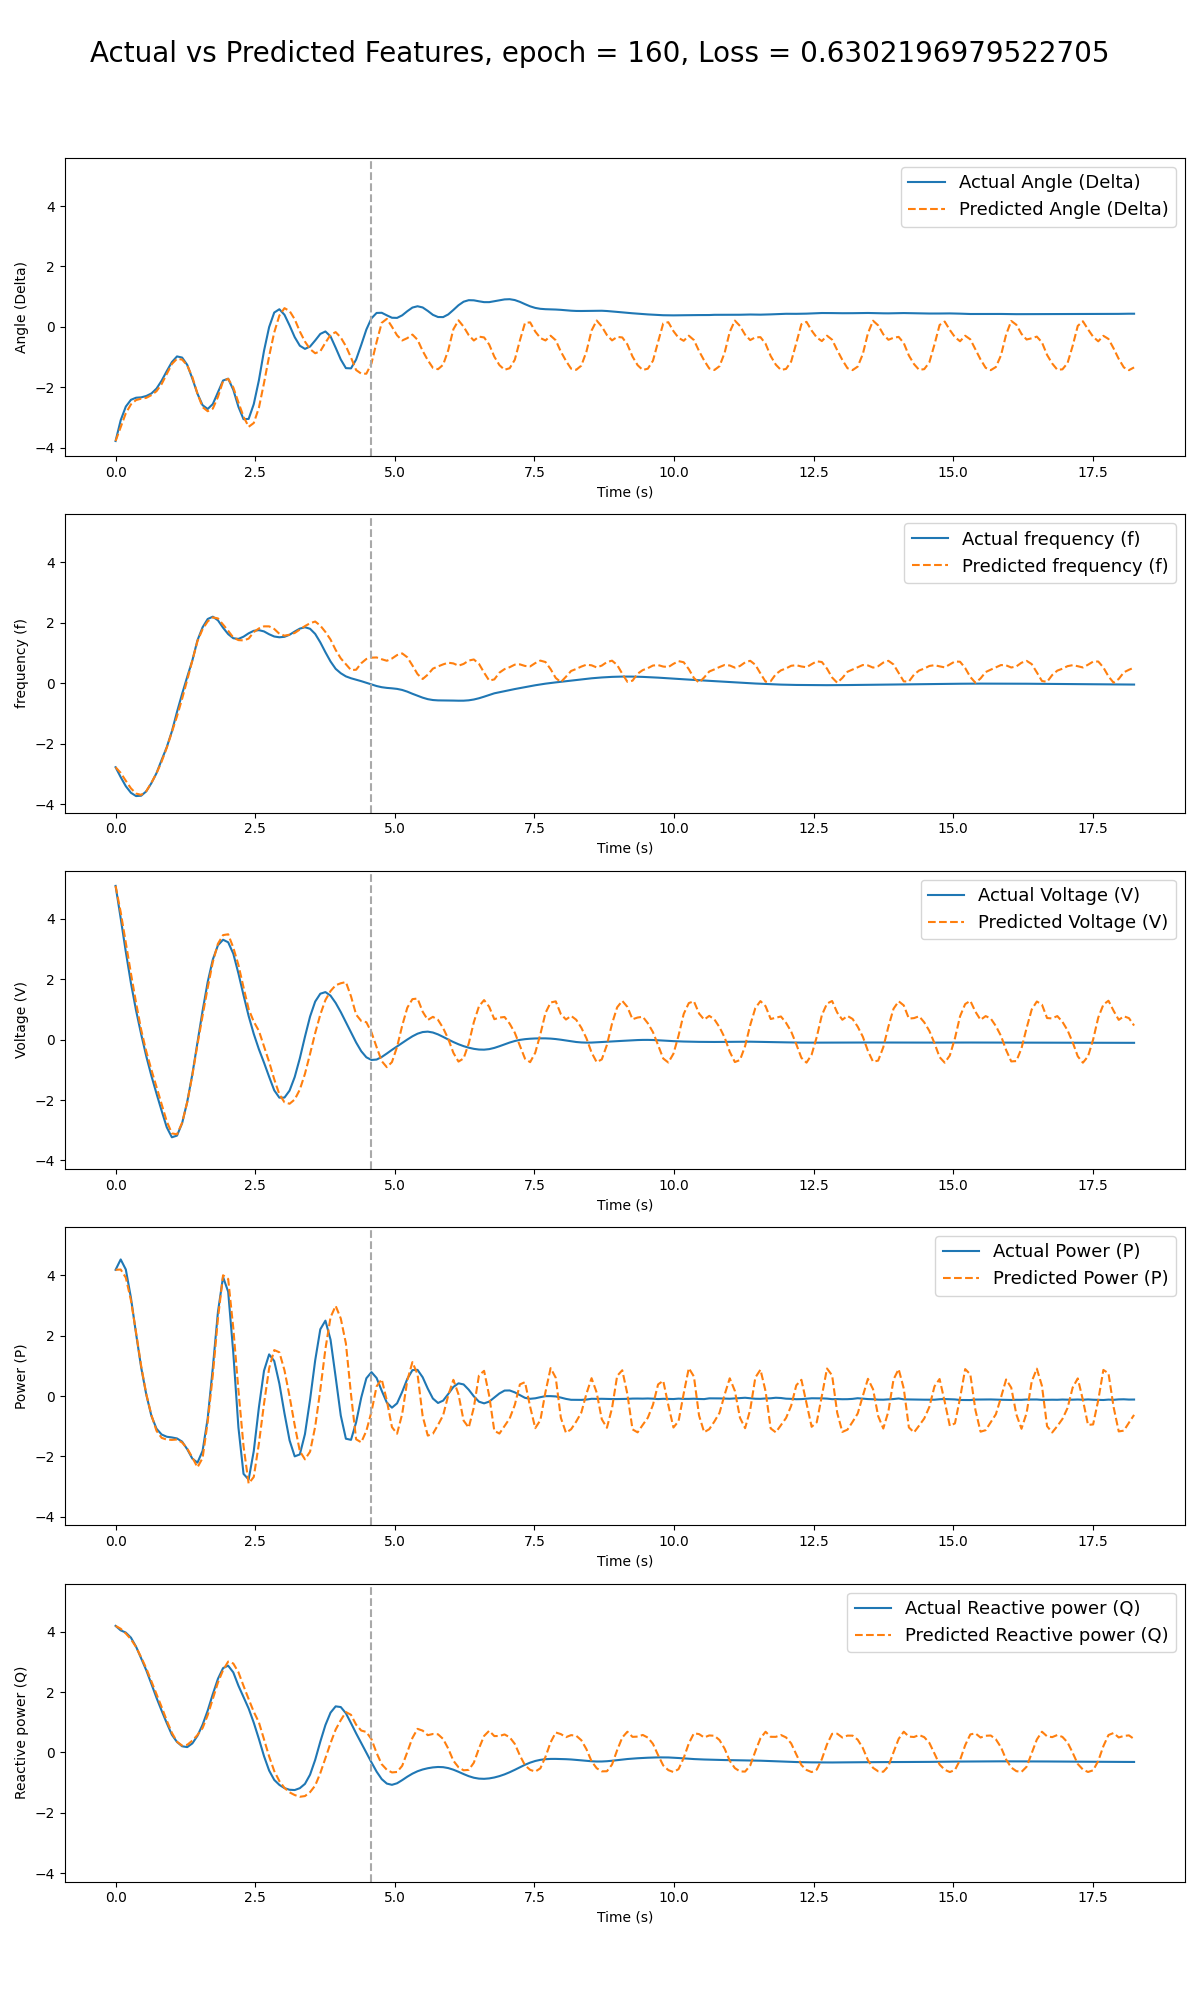 Actual vs Predicted Features, epoch = 160, Loss = 0.6302196979522705
Actual Angle (Delta)
Predicted Angle (Delta)
Angle (Delta)
4
2
0
−2
−4
0.0 2.5 5.0 7.5 10.0 12.5 15.0 17.5
Time (s)
Actual frequency (f)
Predicted frequency (f)
frequency (f)
4
2
0
−2
−4
0.0 2.5 5.0 7.5 10.0 12.5 15.0 17.5
Time (s)
Actual Voltage (V)
Predicted Voltage (V)
Voltage (V)
4
2
0
−2
−4
0.0 2.5 5.0 7.5 10.0 12.5 15.0 17.5
Time (s)
Actual Power (P)
Predicted Power (P)
Power (P)
4
2
0
−2
−4
0.0 2.5 5.0 7.5 10.0 12.5 15.0 17.5
Time (s)
Actual Reactive power (Q)
Predicted Reactive power (Q)
Reactive power (Q)
4
2
0
−2
−4
0.0 2.5 5.0 7.5 10.0 12.5 15.0 17.5
Time (s)